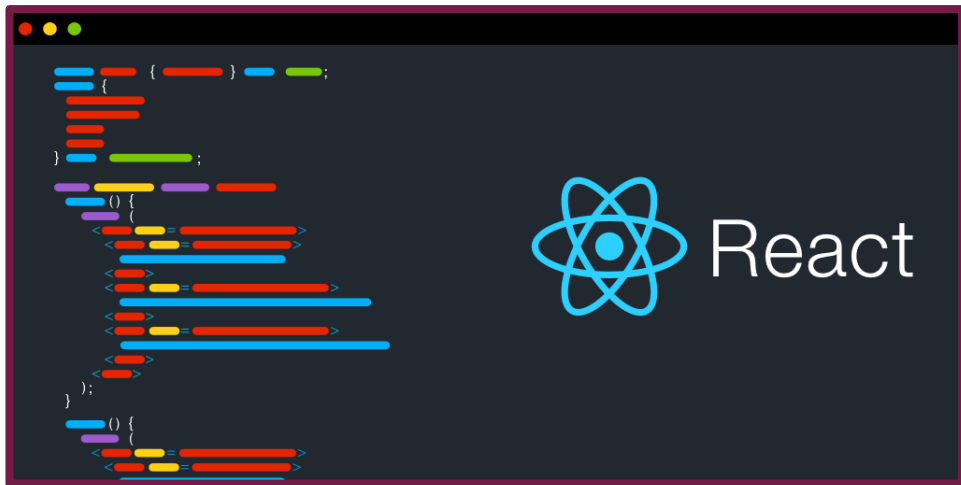 { } ;
{
} ;
() {
(
< = >
< = >
< >
< = >
< >
< = >
< >
< >
);
}
() {
(
< = >
< = >
React